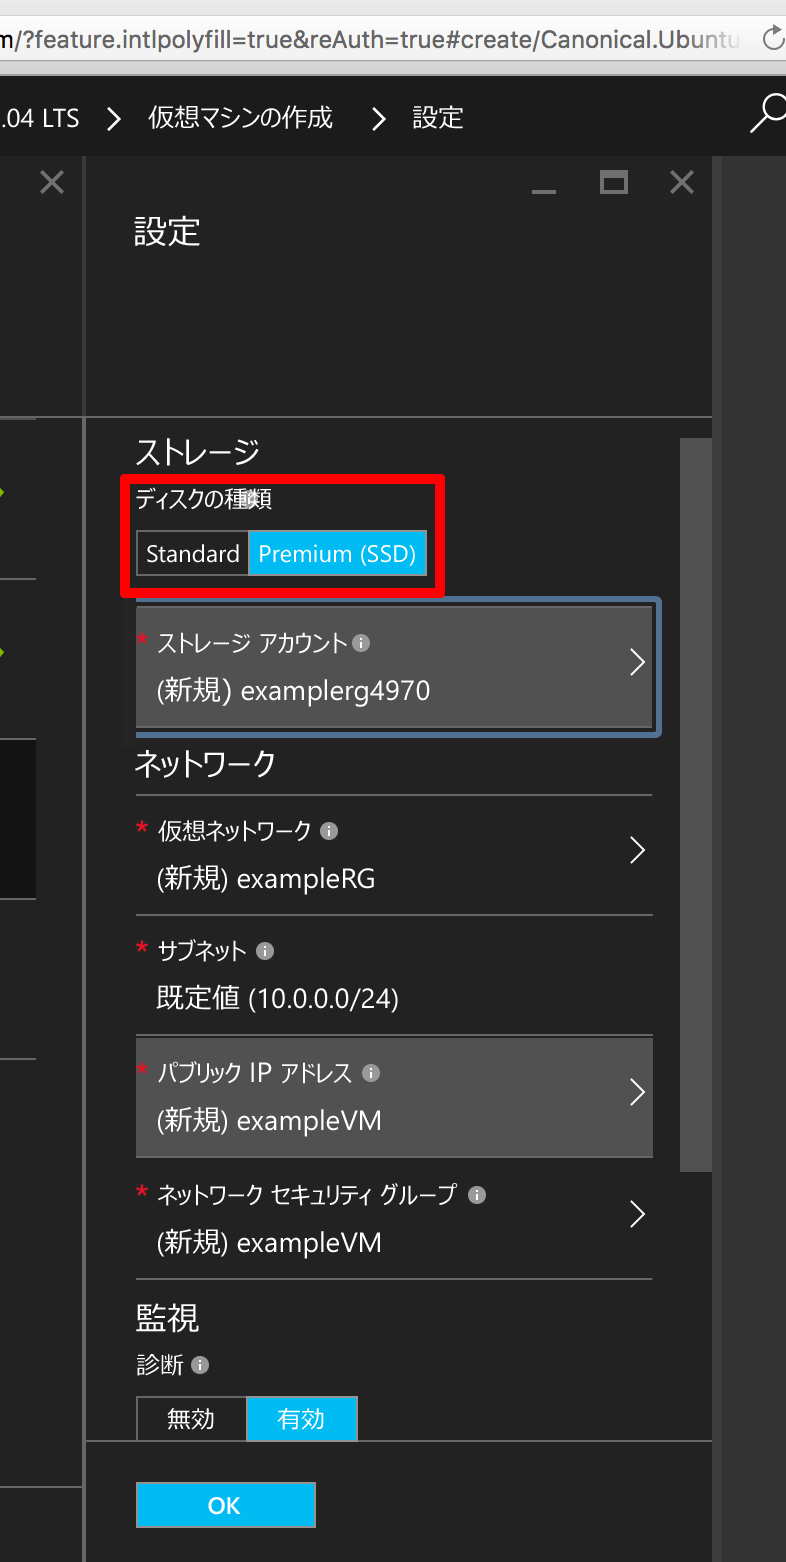 m/?feature.intlpolyfill=true&reAuth=true#create/Canonical.Ubuntu
.04 LTS > 仮想マシンの作成 > 設定
設定
ストレージ
ディスクの種類
Standard Premium (SSD)
* ストレージ アカウント
(新規) examplerg4970
ネットワーク
* 仮想ネットワーク
(新規) exampleRG
* サブネット
既定値 (10.0.0.0/24)
* パブリック IP アドレス
(新規) exampleVM
* ネットワーク セキュリティ グループ
(新規) exampleVM
監視
診断
無効 有効
OK